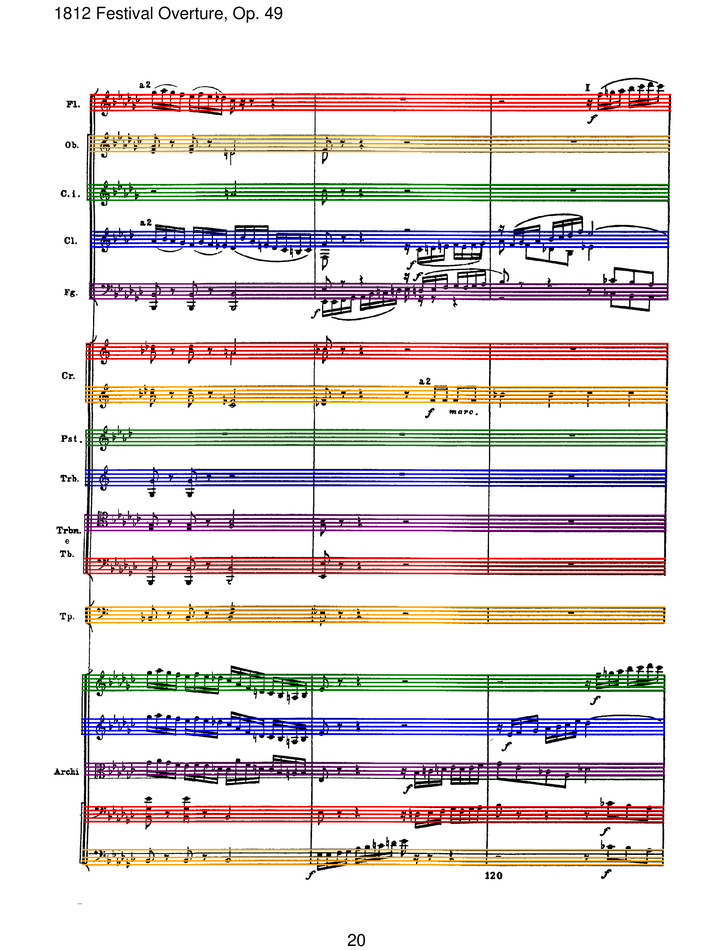 1812 Festival Overture, Op. 49
a2
Fl.
I
f
Ob.
C.i.
a2
Cl.
f
f
Fg.
f
Cr.
a2
f marc.
Pst.
Trb.
Trbn.
e
Tb.
Tp.
f
f
Archi
f
f
f
120
f
20